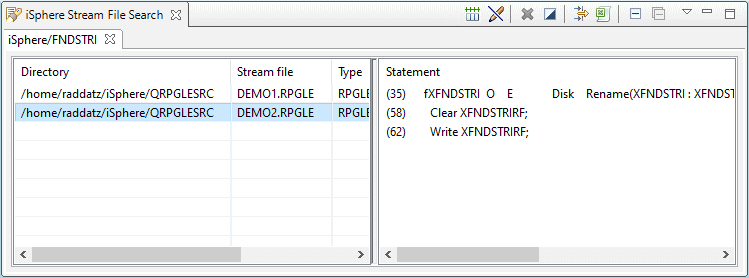 iSphere Stream File Search
iSphere/FNDSTRI
Directory Stream file Type
/home/raddatz/iSphere/QRPGLESRC DEMO1.RPGLE RPGLE
/home/raddatz/iSphere/QRPGLESRC DEMO2.RPGLE RPGLE
Statement
(35) fXFNDSTRI O E Disk Rename(XFNDSTRI : XFNDST
(58) Clear XFNDSTRIRF;
(62) Write XFNDSTRIRF;